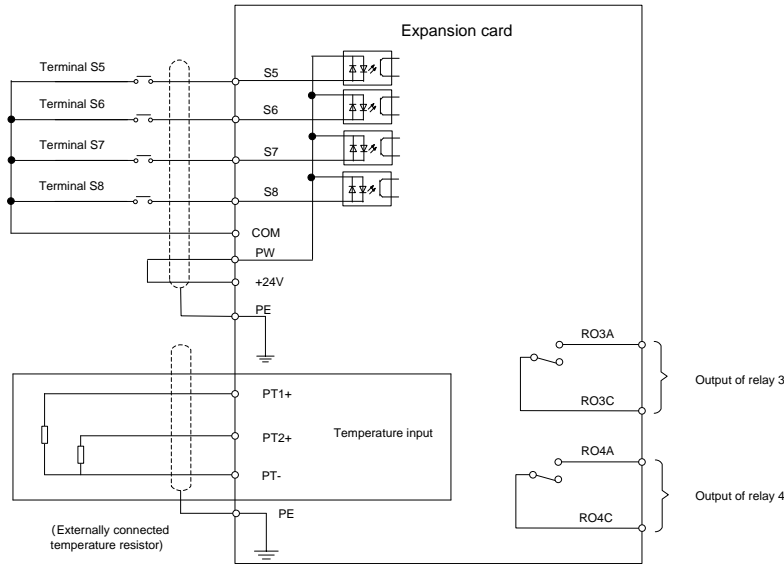 Expansion card
Terminal S5
S5
Terminal S6
S6
Terminal S7
S7
Terminal S8
S8
COM
PW
+24V
PE
RO3A
Output of relay 3
RO3C
PT1+
PT2+
Temperature input
PT-
RO4A
Output of relay 4
RO4C
PE
(Externally connected
temperature resistor)